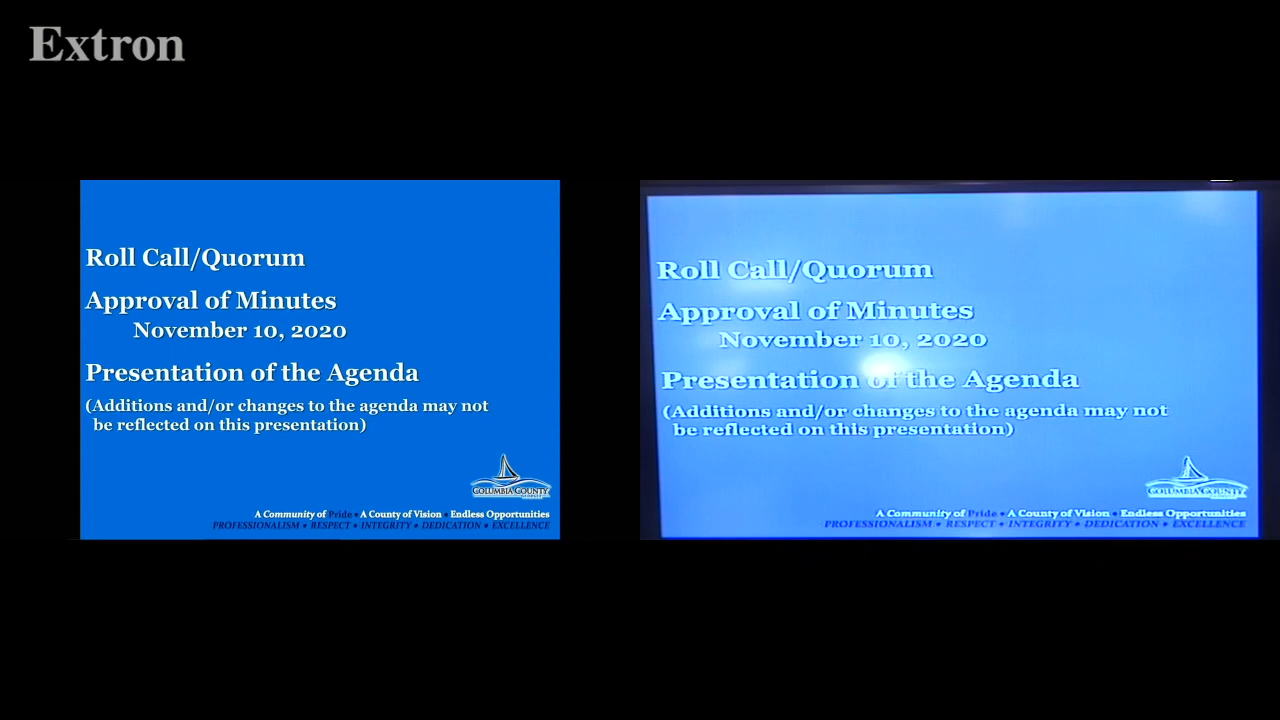 Extron
Roll Call/Quorum
Approval of Minutes
November 10, 2020
Presentation of the Agenda
(Additions and/or changes to the agenda may not
be reflected on this presentation)
COLUMBIA COUNTY
GEORGIA
A Community of Pride • A County of Vision • Endless Opportunities
PROFESSIONALISM • RESPECT • INTEGRITY • DEDICATION • EXCELLENCE
Roll Call/Quorum
Approval of Minutes
November 10, 2020
Presentation of the Agenda
(Additions and/or changes to the agenda may not
be reflected on this presentation)
COLUMBIA COUNTY
A Community of Pride • A County of Vision • Endless Opportunities
PROFESSIONALISM • RESPECT • INTEGRITY • DEDICATION • EXCELLENCE